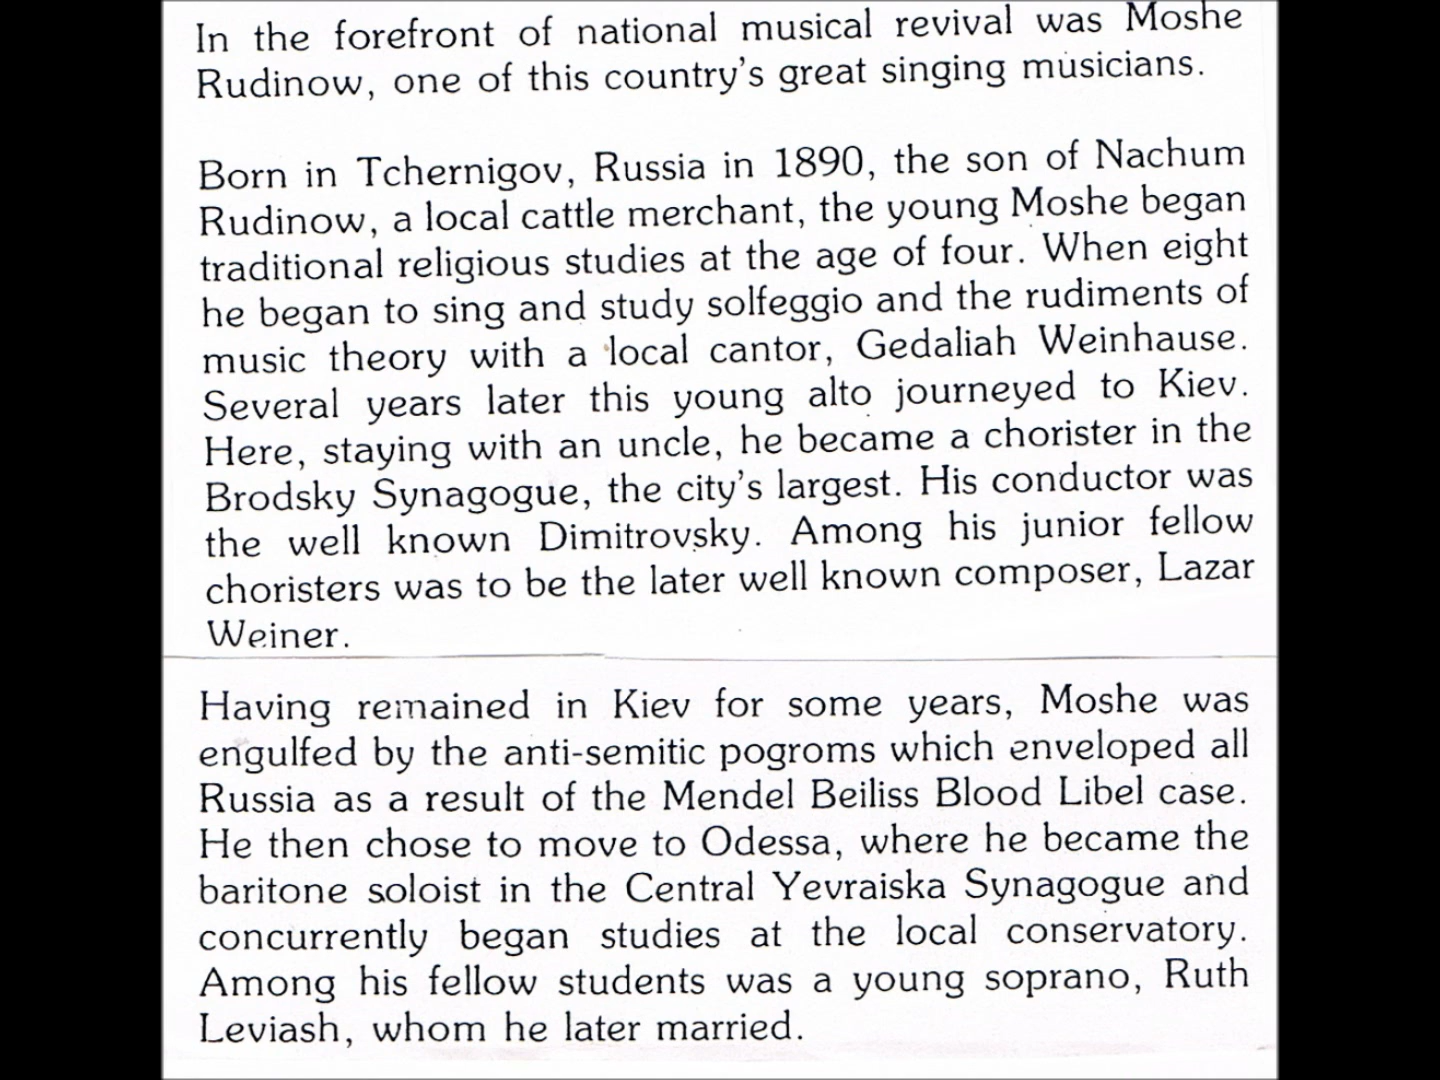 In the forefront of national musical revival was Moshe
Rudinow, one of this country's great singing musicians.
Born in Tchernigov, Russia in 1890, the son of Nachum
Rudinow, a local cattle merchant, the young Moshe began
traditional religious studies at the age of four. When eight
he began to sing and study solfeggio and the rudiments of
music theory with a local cantor, Gedaliah Weinhause.
Several years later this young alto journeyed to Kiev.
Here, staying with an uncle, he became a chorister in the
Brodsky Synagogue, the city's largest. His conductor was
the well known Dimitrovsky. Among his junior fellow
choristers was to be the later well known composer, Lazar
Weiner.
Having remained in Kiev for some years, Moshe was
engulfed by the anti-semitic pogroms which enveloped all
Russia as a result of the Mendel Beiliss Blood Libel case.
He then chose to move to Odessa, where he became the
baritone soloist in the Central Yevraiska Synagogue and
concurrently began studies at the local conservatory.
Among his fellow students was a young soprano, Ruth
Leviash, whom he later married.